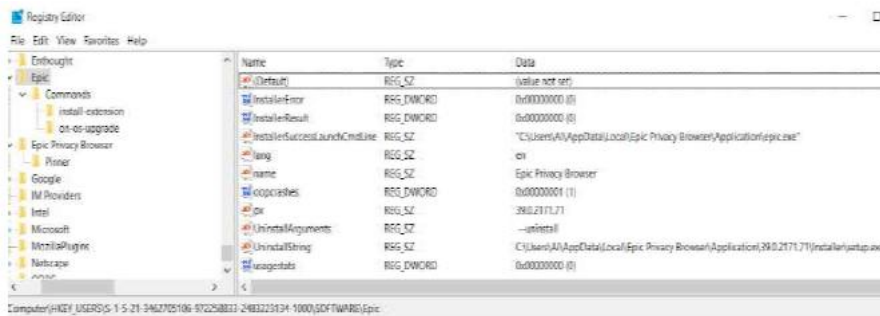 Registry Editor
File Edit View Favorites Help
Enthought
Epic
Commands
install-extension
on-os-upgrade
Epic Privacy Browser
Pinner
Google
IM Providers
Intel
Microsoft
MozillaPlugins
Netscape
Name Type Data
(Default) REG_SZ (value not set)
InstallerError REG_DWORD 0x00000000 (0)
InstallerResult REG_DWORD 0x00000000 (0)
InstallerSuccessLaunchCmdLine REG_SZ "C:\Users\Al\AppData\Local\Epic Privacy Browser\Application\epic.exe"
lang REG_SZ en
name REG_SZ Epic Privacy Browser
oopcrashes REG_DWORD 0x00000001 (1)
pv REG_SZ 39.0.2171.71
UninstallArguments REG_SZ --uninstall
UninstallString REG_SZ C:\Users\Al\AppData\Local\Epic Privacy Browser\Application\39.0.2171.71\Installer\setup.exe
usagestats REG_DWORD 0x00000000 (0)
Computer\HKEY_USERS\S-1-5-21-3462705106-972258833-2483223134-1000\SOFTWARE\Epic